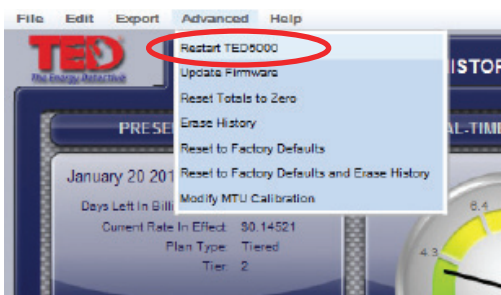 File Edit Export Advanced Help
Restart TED5000
TED
The Energy Detective
Update Firmware
HISTOR
Reset Totals to Zero
Erase History
PRESE
AL-TIME
Reset to Factory Defaults
January 20 201
Reset to Factory Defaults and Erase History
Days Left In Billi
Modify MTU Calibration
Current Rate In Effect: $0.14521
Plan Type: Tiered
Tier: 2
6.4
4.3